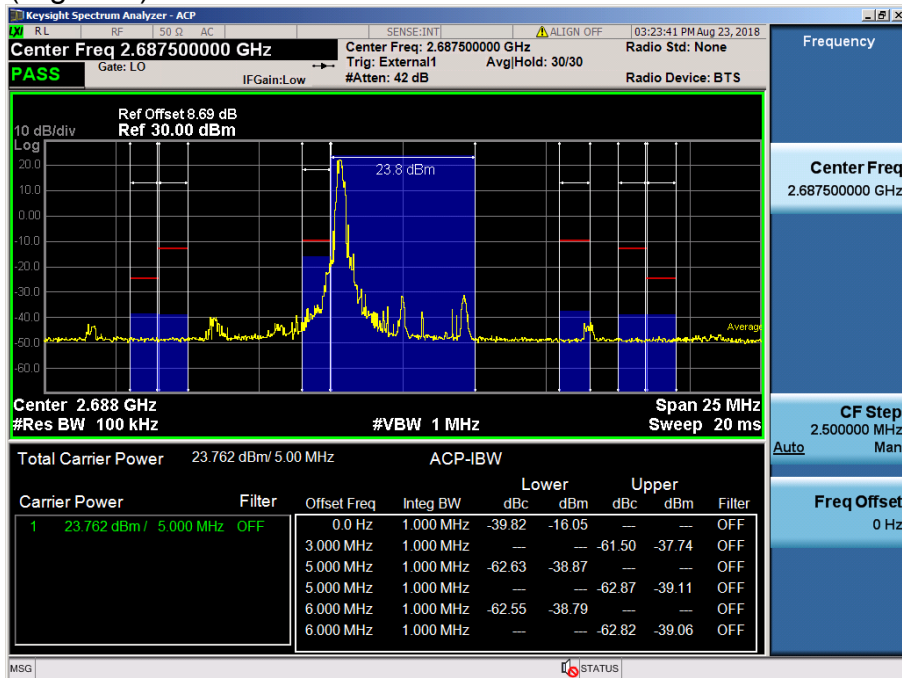 Keysight Spectrum Analyzer - ACP
LXI RL RF 50 Ω AC SENSE:INT ALIGN OFF 03:23:41 PM Aug 23, 2018
Center Freq 2.687500000 GHz Center Freq: 2.687500000 GHz Radio Std: None
Gate: LO Trig: External1 Avg|Hold: 30/30
PASS IFGain:Low #Atten: 42 dB Radio Device: BTS
Frequency
Ref Offset 8.69 dB
10 dB/div Ref 30.00 dBm
Log
20.0
10.0
0.00
-10.0
-20.0
-30.0
-40.0
-50.0
-60.0
23.8 dBm
Average
Center 2.688 GHz Span 25 MHz
#Res BW 100 kHz #VBW 1 MHz Sweep 20 ms
Center Freq
2.687500000 GHz
CF Step
2.500000 MHz
Auto Man
Freq Offset
0 Hz
Total Carrier Power 23.762 dBm/ 5.00 MHz ACP-IBW
Lower Upper
Carrier Power Filter Offset Freq Integ BW dBc dBm dBc dBm Filter
1 23.762 dBm / 5.000 MHz OFF 0.0 Hz 1.000 MHz -39.82 -16.05 --- --- OFF
3.000 MHz 1.000 MHz --- --- -61.50 -37.74 OFF
5.000 MHz 1.000 MHz -62.63 -38.87 --- --- OFF
5.000 MHz 1.000 MHz --- --- -62.87 -39.11 OFF
6.000 MHz 1.000 MHz -62.55 -38.79 --- --- OFF
6.000 MHz 1.000 MHz --- --- -62.82 -39.06 OFF
MSG STATUS